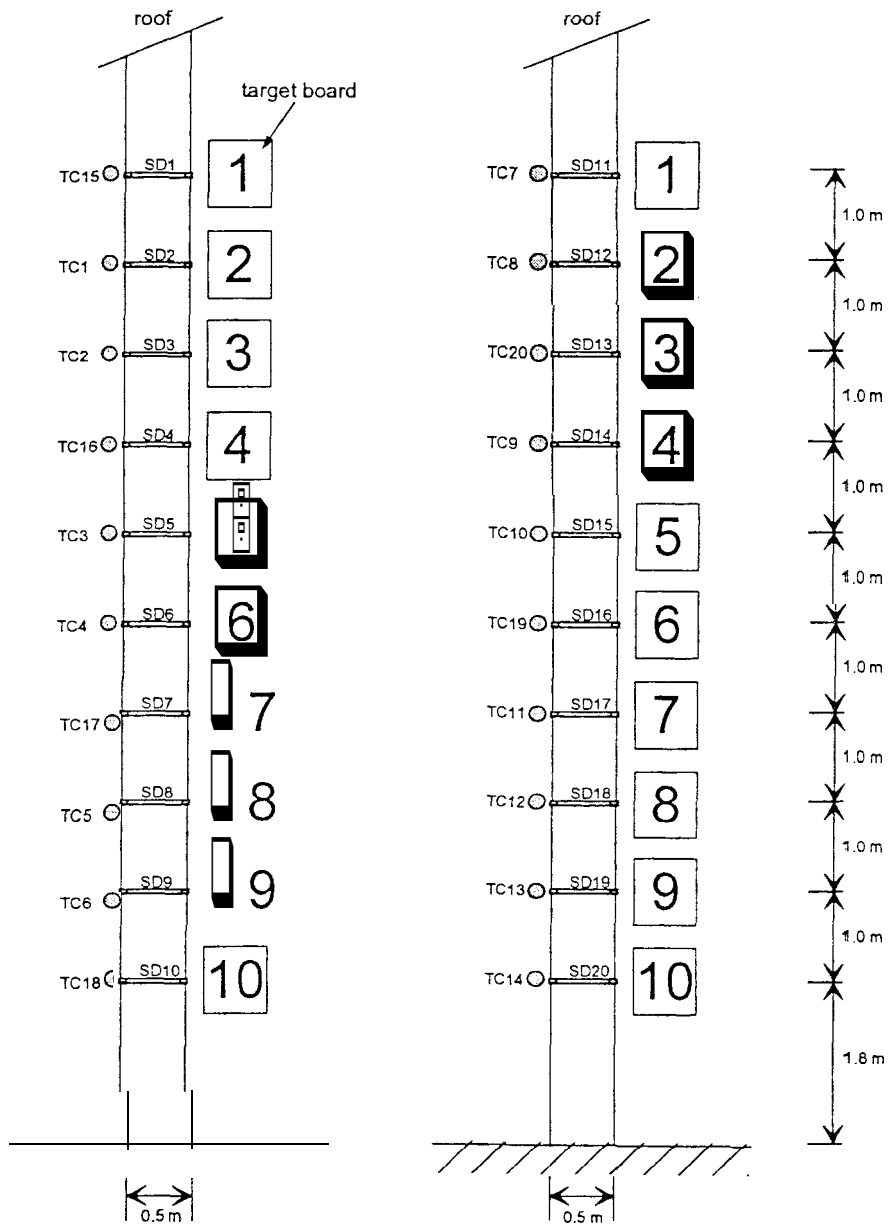 roof
roof
target board
TC15 SD1 1
TC7 SD11 1
1.0 m
TC1 SD2 2
TC8 SD12 2
1.0 m
TC2 SD3 3
TC20 SD13 3
1.0 m
TC16 SD4 4
TC9 SD14 4
1.0 m
TC3 SD5
TC10 SD15 5
1.0 m
TC4 SD6 6
TC19 SD16 6
1.0 m
TC17 SD7 7
TC11 SD17 7
1.0 m
TC5 SD8 8
TC12 SD18 8
1.0 m
TC6 SD9 9
TC13 SD19 9
1.0 m
TC18 SD10 10
TC14 SD20 10
1.8 m
0.5 m
0.5 m